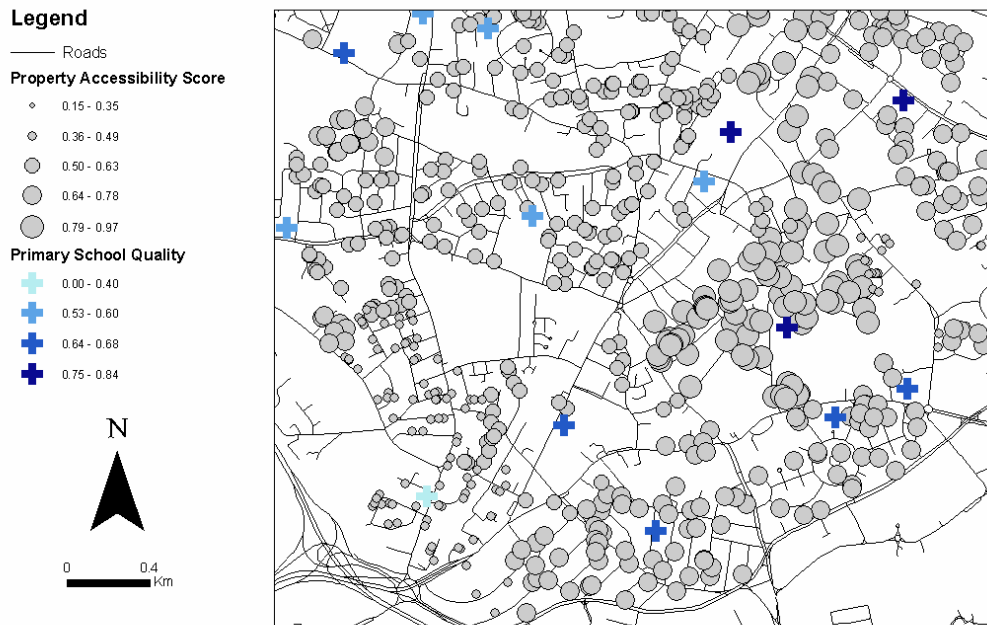 Legend
Roads
Property Accessibility Score
0.15 - 0.35
0.36 - 0.49
0.50 - 0.63
0.64 - 0.78
0.79 - 0.97
Primary School Quality
0.00 - 0.40
0.53 - 0.60
0.64 - 0.68
0.75 - 0.84
N
0 0.4
Km